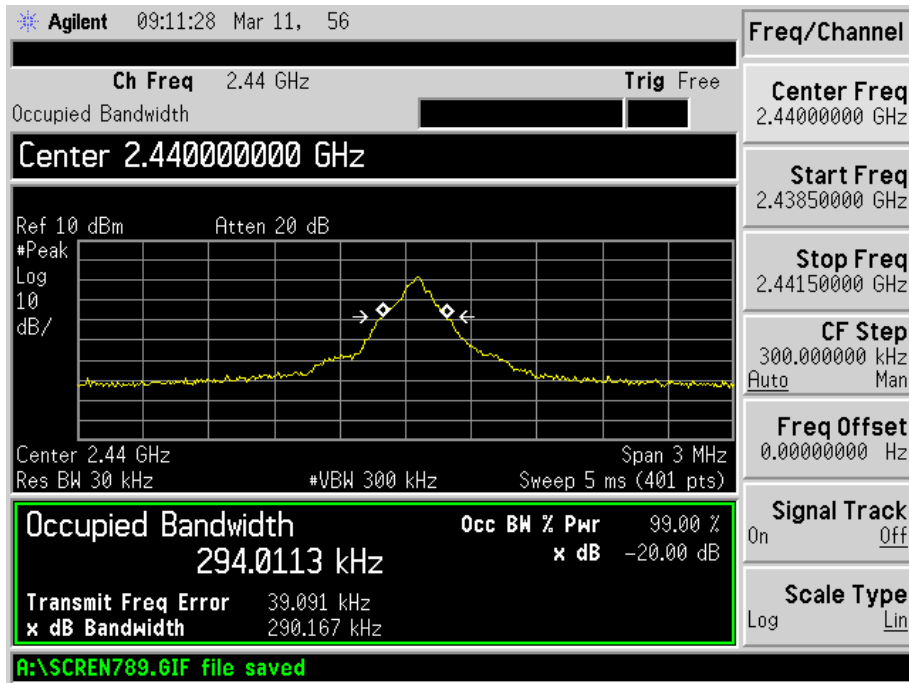 Agilent 09:11:28 Mar 11, 56
Freq/Channel
Ch Freq 2.44 GHz Trig Free
Occupied Bandwidth
Center 2.440000000 GHz
Ref 10 dBm Atten 20 dB
#Peak
Log
10
dB/
Center 2.44 GHz Span 3 MHz
Res BW 30 kHz #VBW 300 kHz Sweep 5 ms (401 pts)
Occupied Bandwidth
294.0113 kHz
Occ BW % Pwr 99.00 %
x dB -20.00 dB
Transmit Freq Error 39.091 kHz
x dB Bandwidth 290.167 kHz
A:\SCREN789.GIF file saved
Center Freq
2.44000000 GHz
Start Freq
2.43850000 GHz
Stop Freq
2.44150000 GHz
CF Step
300.000000 kHz
Auto Man
Freq Offset
0.00000000 Hz
Signal Track
On Off
Scale Type
Log Lin